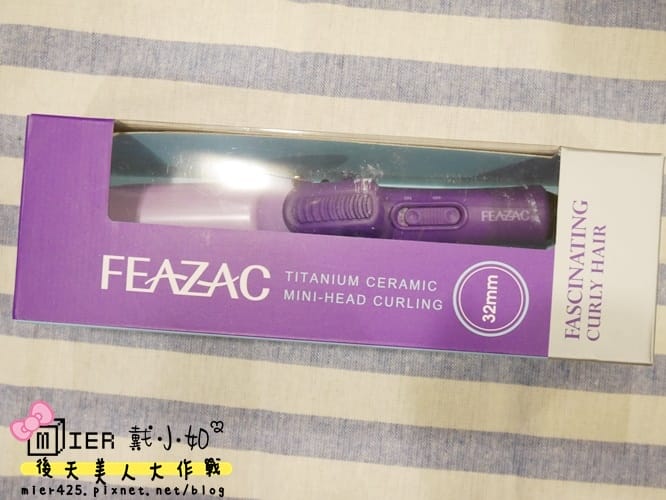 FEAZAC
FEAZAC
TITANIUM CERAMIC
MINI-HEAD CURLING
32mm
FASCINATING
CURLY HAIR
MIER 戴·小·如
後天美人大作戰
mier425.pixnet.net/blog